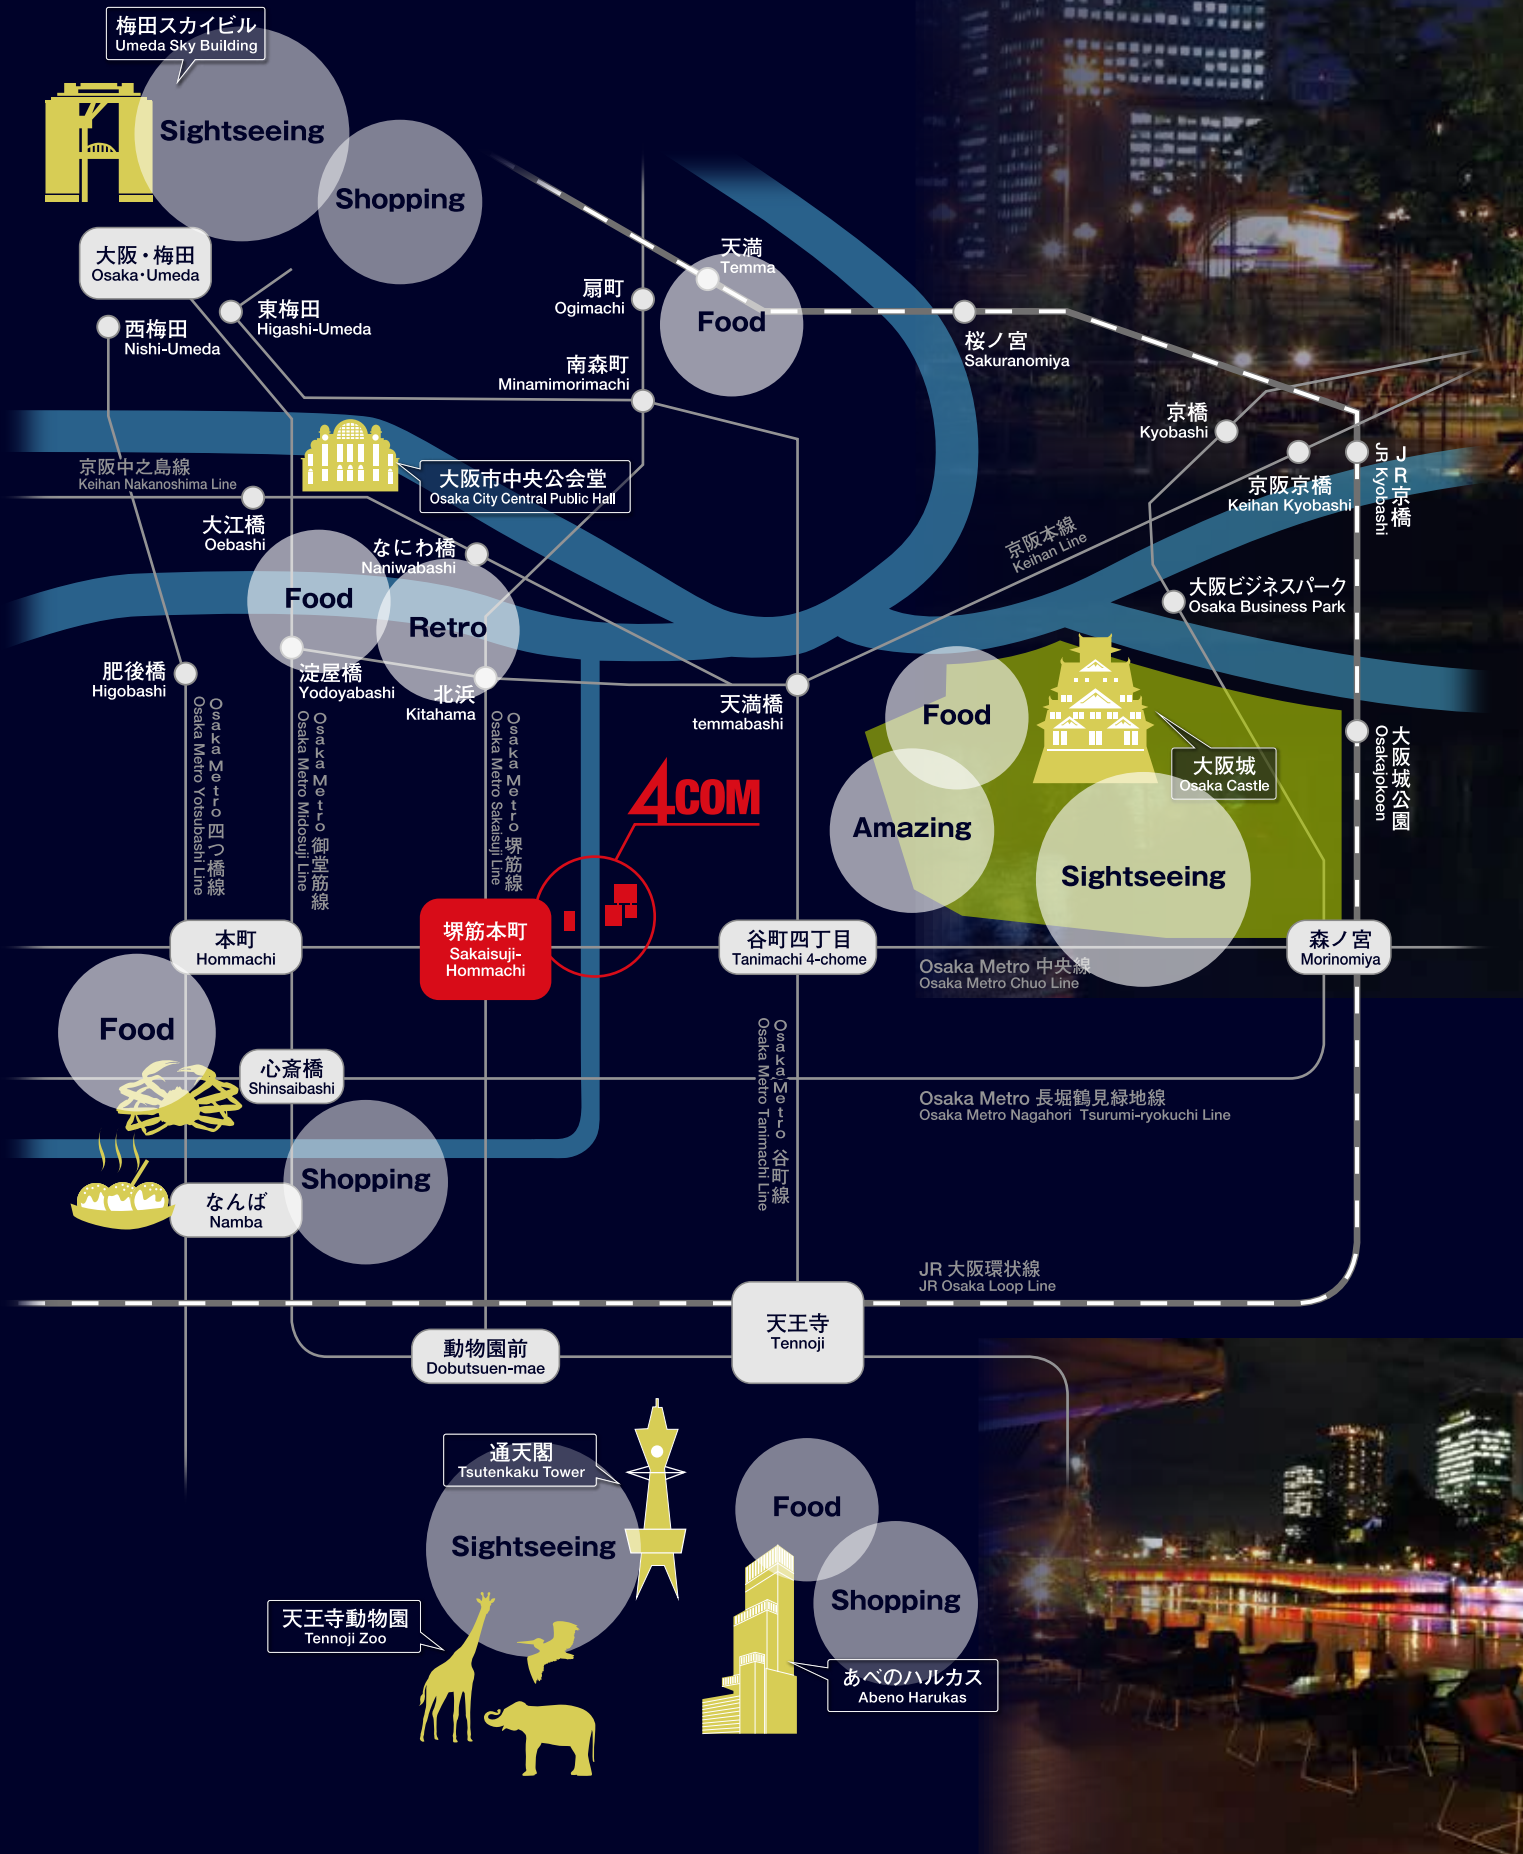 梅田スカイビル
Umeda Sky Building
Sightseeing
Shopping
大阪・梅田
Osaka・Umeda
東梅田
Higashi-Umeda
西梅田
Nishi-Umeda
天満
Temma
扇町
Ogimachi
Food
桜ノ宮
Sakuranomiya
南森町
Minamimorimachi
京橋
Kyobashi
JR京橋
JR Kyobashi
京阪中之島線
Keihan Nakanoshima Line
大阪市中央公会堂
Osaka City Central Public Hall
京阪京橋
Keihan Kyobashi
大江橋
Oebashi
なにわ橋
Naniwabashi
京阪本線
Keihan Line
大阪ビジネスパーク
Osaka Business Park
Food
Retro
肥後橋
Higobashi
淀屋橋
Yodoyabashi
北浜
Kitahama
天満橋
temmabashi
Food
大阪城
Osaka Castle
大阪城公園
Osakajokoen
Osaka Metro 四つ橋線
Osaka Metro Yotsubashi Line
Osaka Metro 御堂筋線
Osaka Metro Midosuji Line
Osaka Metro 堺筋線
Osaka Metro Sakaisuji Line
4COM
Amazing
Sightseeing
本町
Hommachi
堺筋本町
Sakaisuji-
Hommachi
谷町四丁目
Tanimachi 4-chome
森ノ宮
Morinomiya
Osaka Metro 中央線
Osaka Metro Chuo Line
Food
心斎橋
Shinsaibashi
Osaka Metro 谷町線
Osaka Metro Tanimachi Line
Osaka Metro 長堀鶴見緑地線
Osaka Metro Nagahori Tsurumi-ryokuchi Line
Shopping
なんば
Namba
JR 大阪環状線
JR Osaka Loop Line
天王寺
Tennoji
動物園前
Dobutsuen-mae
通天閣
Tsutenkaku Tower
Sightseeing
Food
Shopping
天王寺動物園
Tennoji Zoo
あべのハルカス
Abeno Harukas